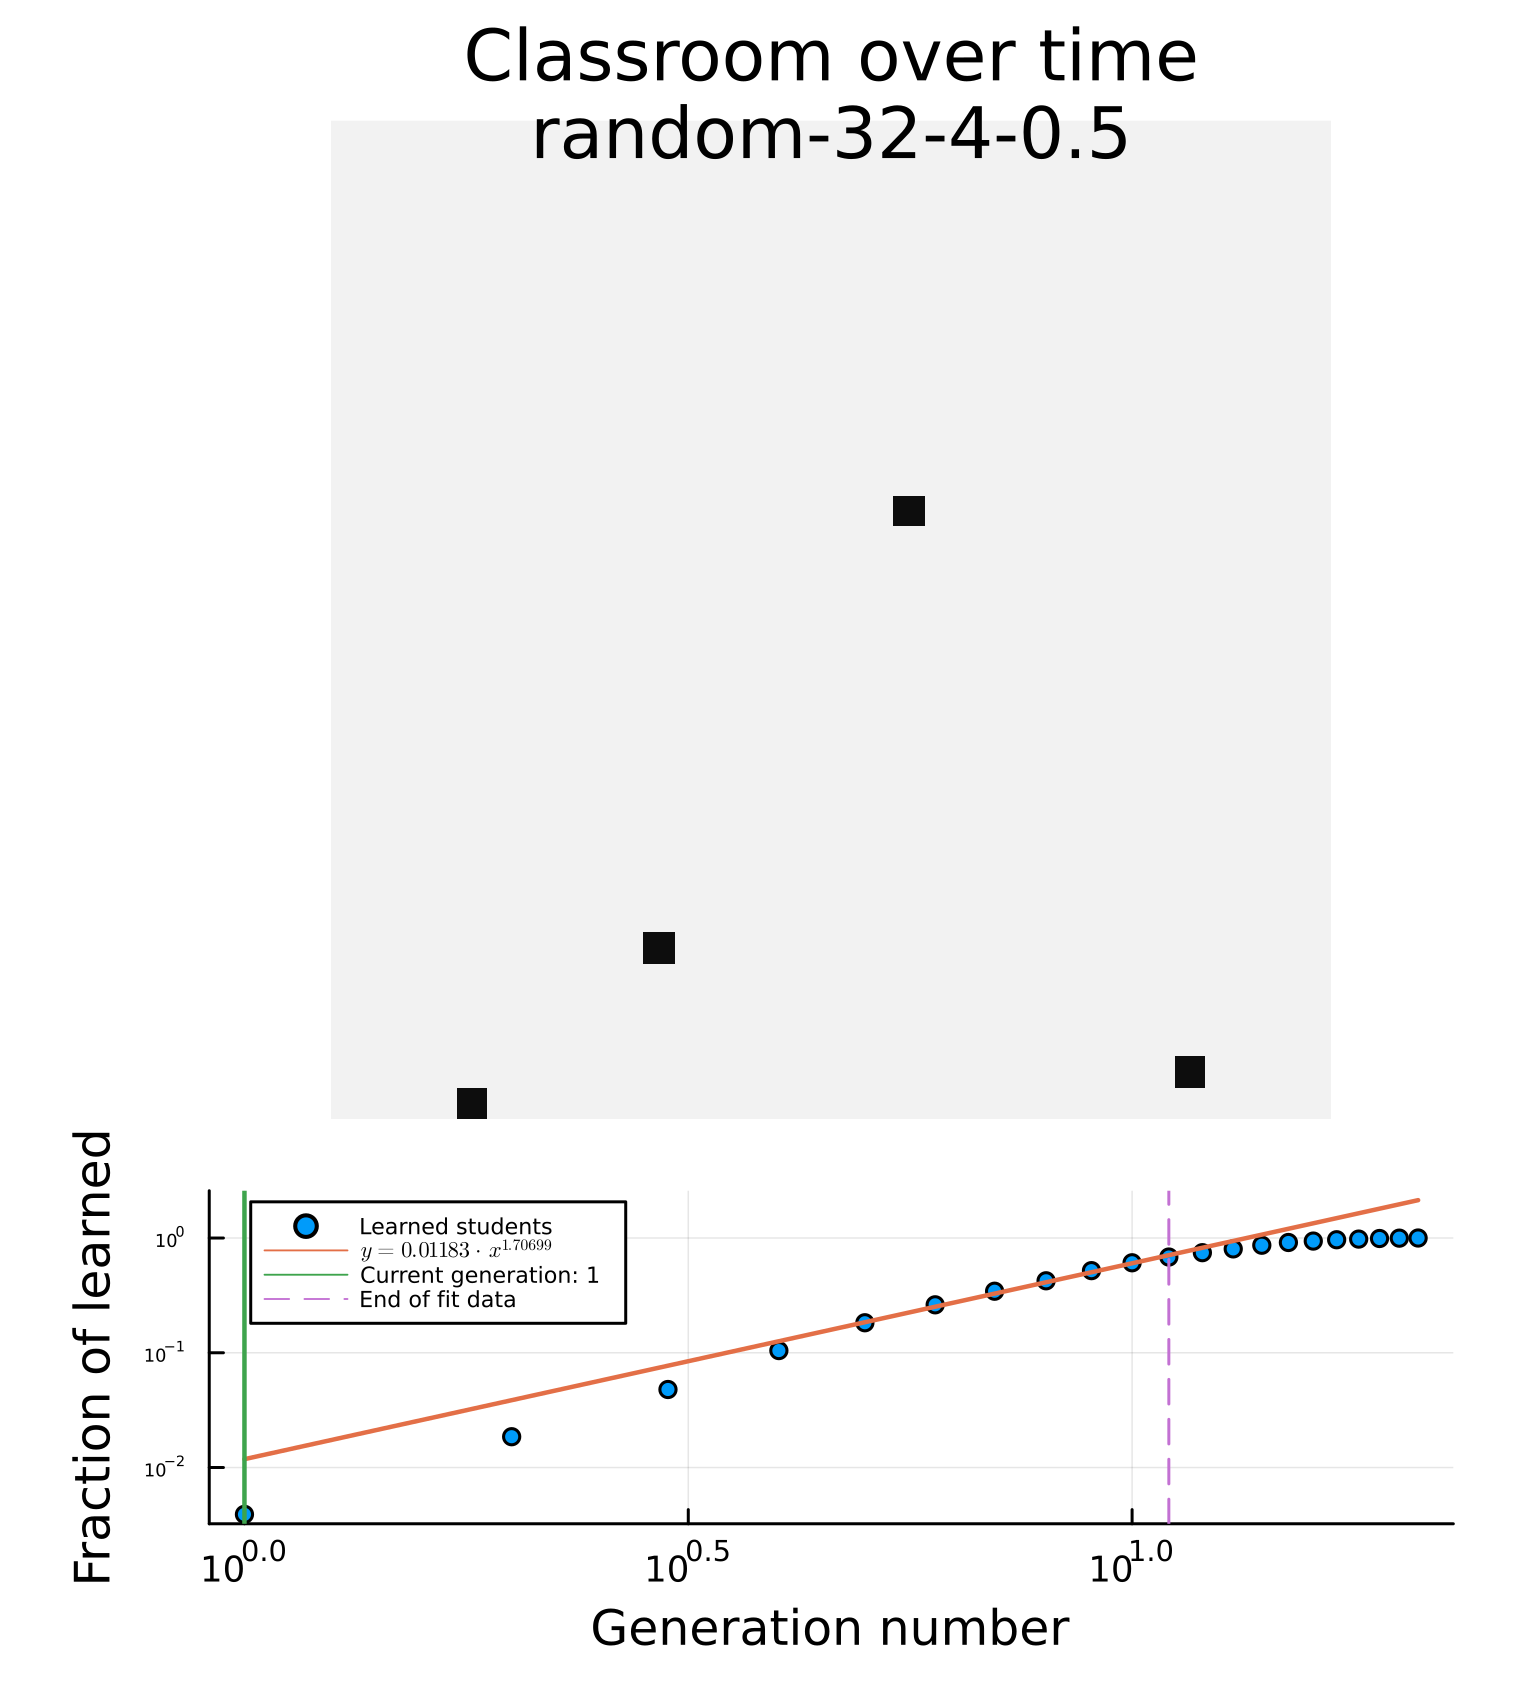 Classroom over time
random-32-4-0.5
Fraction of learned
10⁰
10⁻¹
10⁻²
Learned students
y = 0.01183 · x^1.70699
Current generation: 1
End of fit data
10^0.0 10^0.5 10^1.0
Generation number